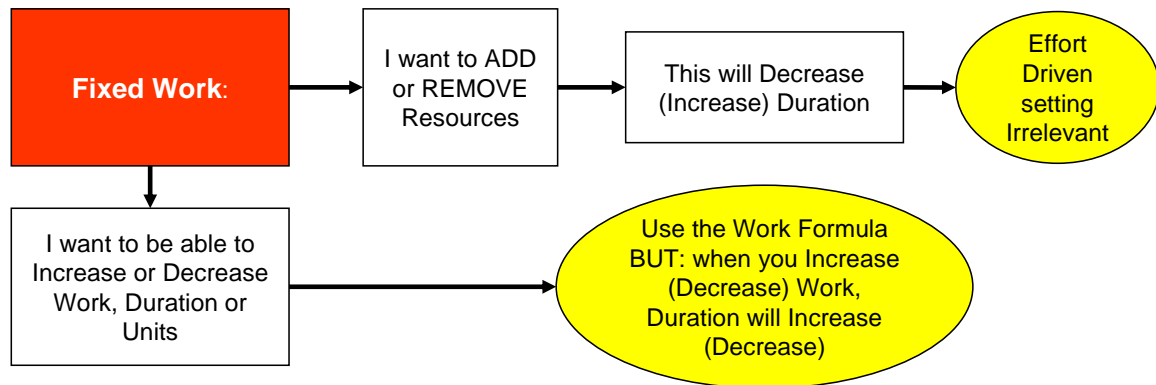 Fixed Work:
I want to ADD
or REMOVE
Resources
This will Decrease
(Increase) Duration
Effort
Driven
setting
Irrelevant
I want to be able to
Increase or Decrease
Work, Duration or
Units
Use the Work Formula
BUT: when you Increase
(Decrease) Work,
Duration will Increase
(Decrease)